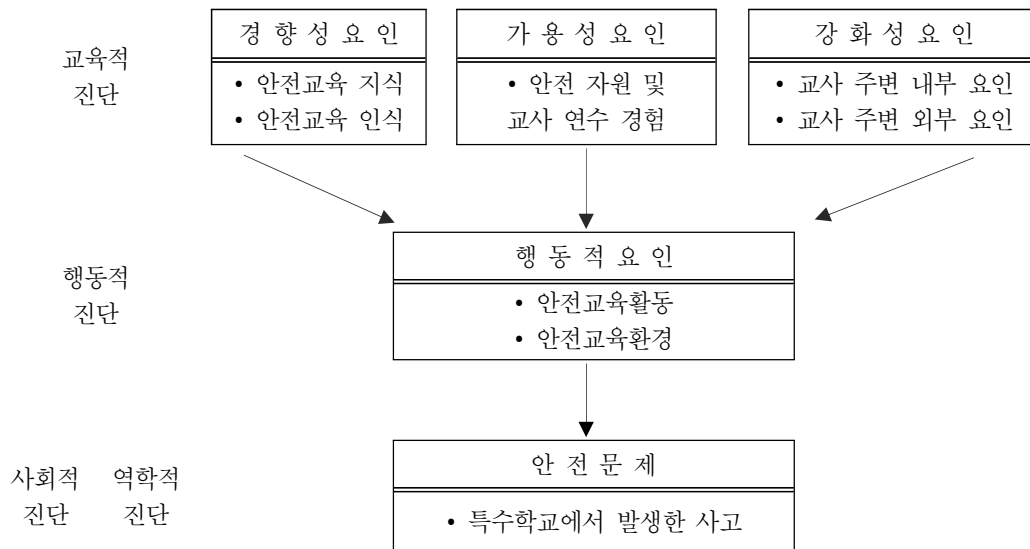 교육적
진단
경향성요인
• 안전교육 지식
• 안전교육 인식
가용성요인
• 안전 자원 및
교사 연수 경험
강화성요인
• 교사 주변 내부 요인
• 교사 주변 외부 요인
행동적
진단
행동적요인
• 안전교육활동
• 안전교육환경
사회적
진단
역학적
진단
안전문제
• 특수학교에서 발생한 사고